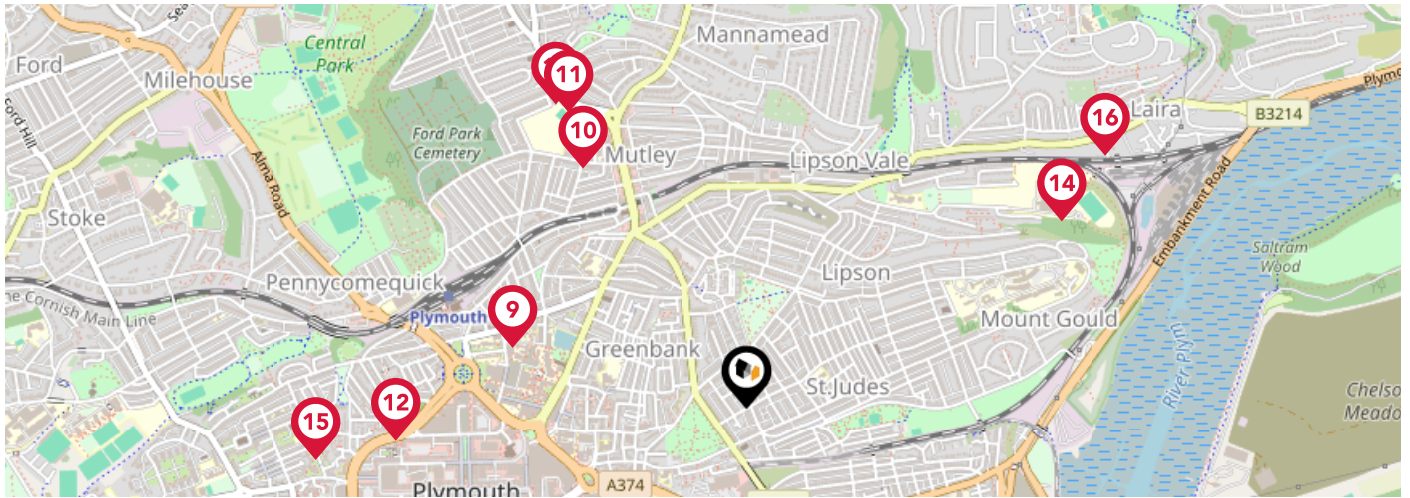 Central
Park
Mannamead
Ford
Milehouse
11
Ford Hill
Ford Park
Cemetery
10
Mutley
16
Laira
B3214
Lipson Vale
Alma Road
14
Embankment Road
Stoke
Saltram
Wood
Lipson
Pennycomequick
Cornish Main Line
Plymouth
9
Mount Gould
Greenbank
St.Judes
River Plym
12
15
A374
Plymouth